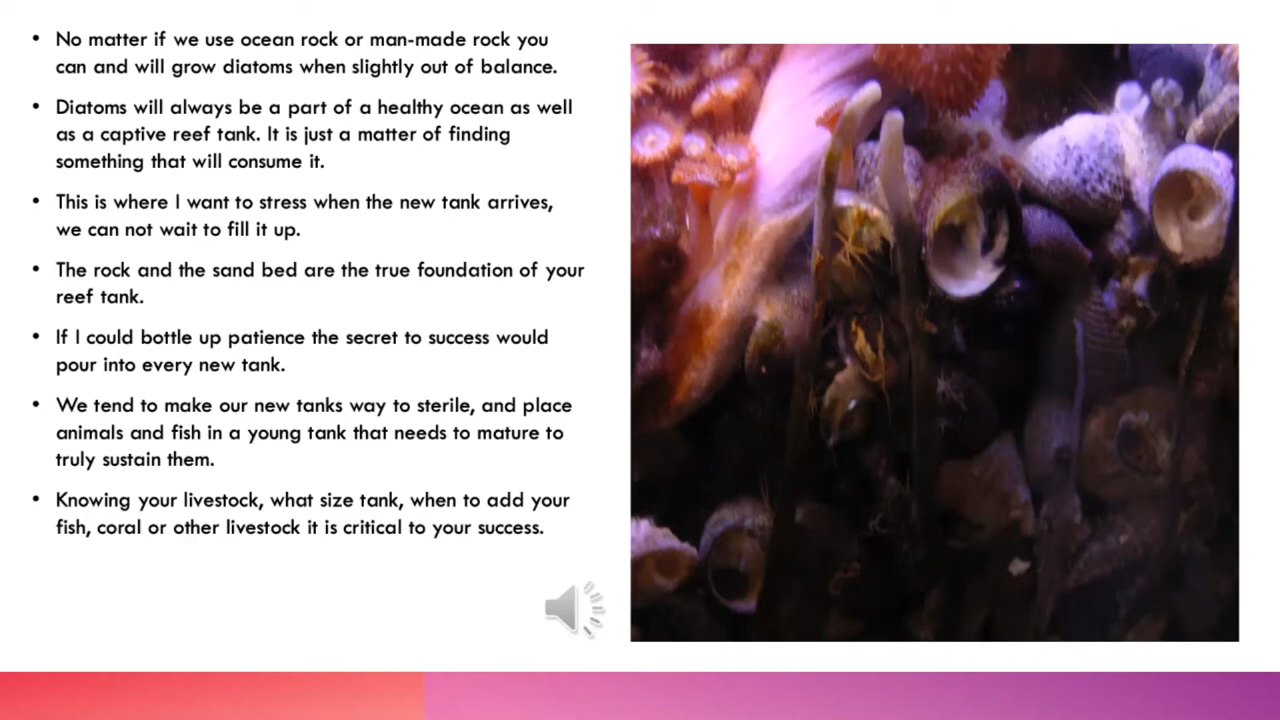 • No matter if we use ocean rock or man-made rock you
can and will grow diatoms when slightly out of balance.
• Diatoms will always be a part of a healthy ocean as well
as a captive reef tank. It is just a matter of finding
something that will consume it.
• This is where I want to stress when the new tank arrives,
we can not wait to fill it up.
• The rock and the sand bed are the true foundation of your
reef tank.
• If I could bottle up patience the secret to success would
pour into every new tank.
• We tend to make our new tanks way to sterile, and place
animals and fish in a young tank that needs to mature to
truly sustain them.
• Knowing your livestock, what size tank, when to add your
fish, coral or other livestock it is critical to your success.